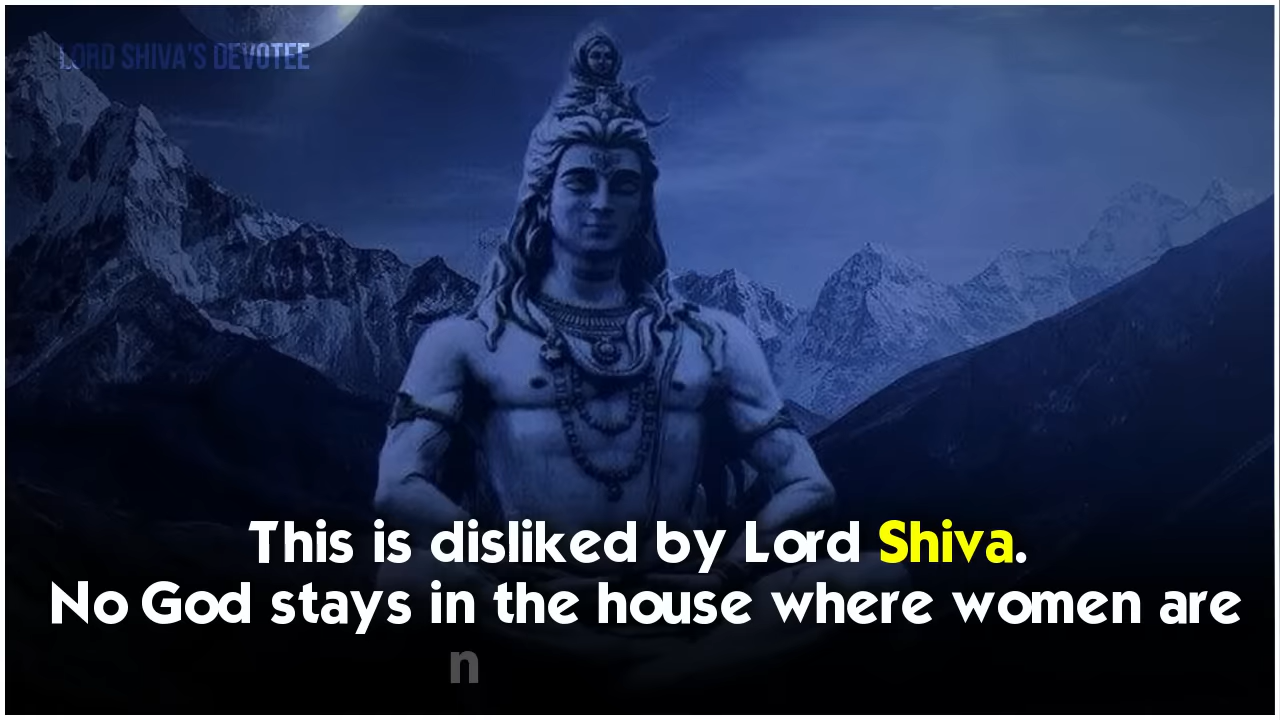 LORD SHIVA'S DEVOTEE
This is disliked by Lord Shiva.
No God stays in the house where women are
n